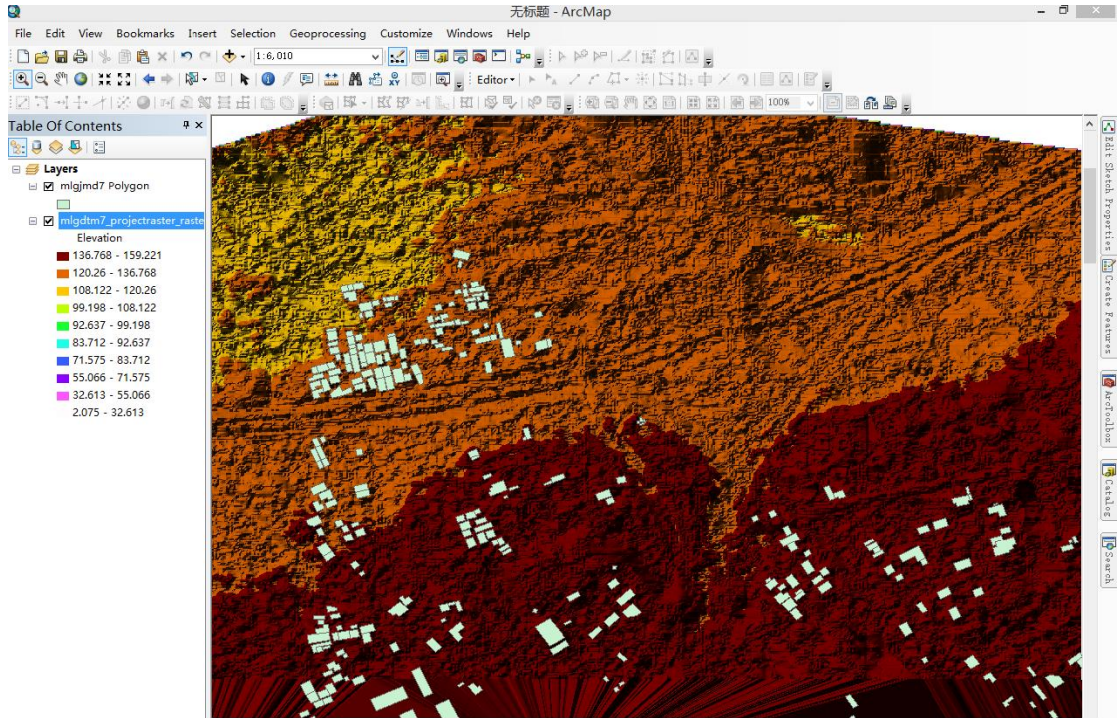 无标题 - ArcMap
File Edit View Bookmarks Insert Selection Geoprocessing Customize Windows Help
1:6,010
Editor
100%
Table Of Contents
Layers
mlgjmd7 Polygon
mlgdtm7_projectraster_raste
Elevation
136.768 - 159.221
120.26 - 136.768
108.122 - 120.26
99.198 - 108.122
92.637 - 99.198
83.712 - 92.637
71.575 - 83.712
55.066 - 71.575
32.613 - 55.066
2.075 - 32.613
Edit Sketch Properties
Create Features
ArcToolbox
Catalog
Search